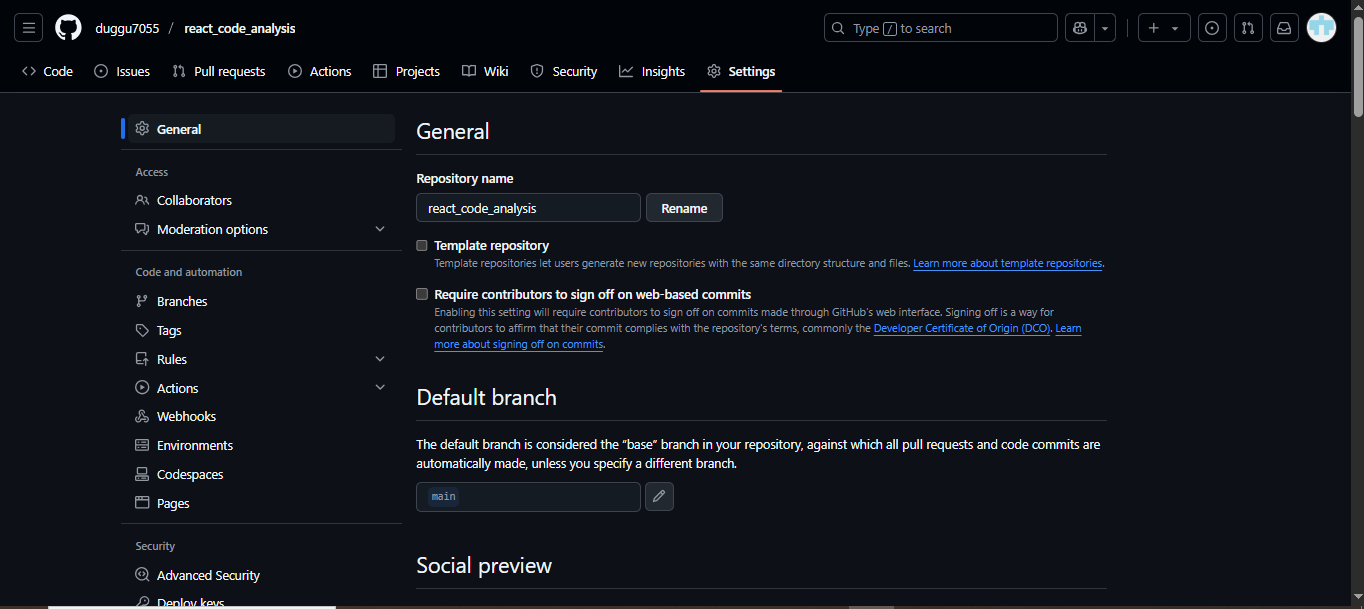 duggu7055 / react_code_analysis
Type / to search
Code Issues Pull requests Actions Projects Wiki Security Insights Settings
General
Access
Collaborators
Moderation options
Code and automation
Branches
Tags
Rules
Actions
Webhooks
Environments
Codespaces
Pages
Security
Advanced Security
Deploy keys
General
Repository name
react_code_analysis Rename
Template repository
Template repositories let users generate new repositories with the same directory structure and files. Learn more about template repositories.
Require contributors to sign off on web-based commits
Enabling this setting will require contributors to sign off on commits made through GitHub's web interface. Signing off is a way for
contributors to affirm that their commit complies with the repository's terms, commonly the Developer Certificate of Origin (DCO). Learn
more about signing off on commits.
Default branch
The default branch is considered the “base” branch in your repository, against which all pull requests and code commits are
automatically made, unless you specify a different branch.
main
Social preview